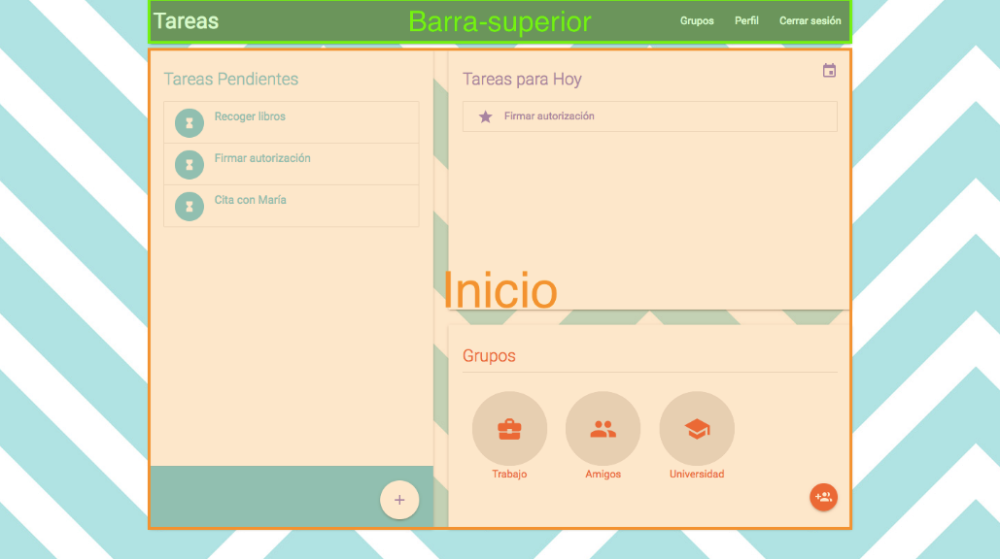 Tareas
Barra-superior
Grupos
Perfil
Cerrar sesión
Tareas Pendientes
Recoger libros
Firmar autorización
Cita con María
Tareas para Hoy
Firmar autorización
Inicio
Grupos
Trabajo
Amigos
Universidad